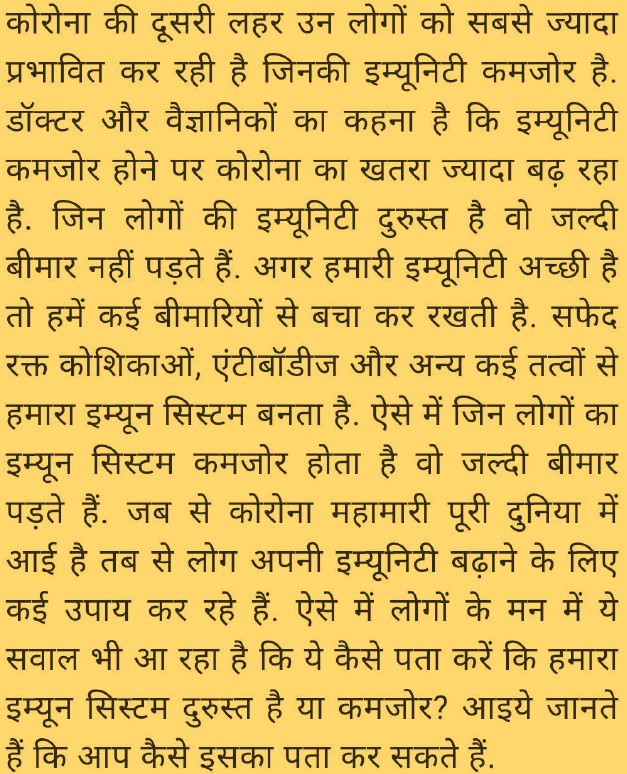 कोरोना की दूसरी लहर उन लोगों को सबसे ज्यादा
प्रभावित कर रही है जिनकी इम्यूनिटी कमजोर है.
डॉक्टर और वैज्ञानिकों का कहना है कि इम्यूनिटी
कमजोर होने पर कोरोना का खतरा ज्यादा बढ़ रहा
है. जिन लोगों की इम्यूनिटी दुरुस्त है वो जल्दी
बीमार नहीं पड़ते हैं. अगर हमारी इम्यूनिटी अच्छी है
तो हमें कई बीमारियों से बचा कर रखती है. सफेद
रक्त कोशिकाओं, एंटीबॉडीज और अन्य कई तत्वों से
हमारा इम्यून सिस्टम बनता है. ऐसे में जिन लोगों का
इम्यून सिस्टम कमजोर होता है वो जल्दी बीमार
पड़ते हैं. जब से कोरोना महामारी पूरी दुनिया में
आई है तब से लोग अपनी इम्यूनिटी बढ़ाने के लिए
कई उपाय कर रहे हैं. ऐसे में लोगों के मन में ये
सवाल भी आ रहा है कि ये कैसे पता करें कि हमारा
इम्यून सिस्टम दुरुस्त है या कमजोर? आइये जानते
हैं कि आप कैसे इसका पता कर सकते हैं.